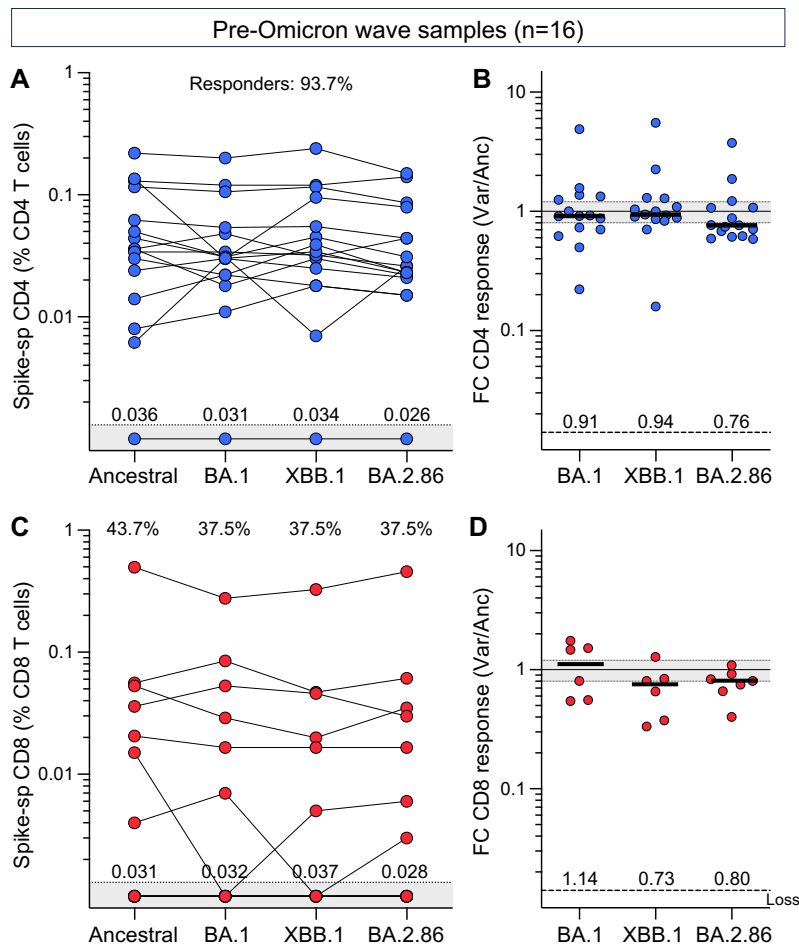 Pre-Omicron wave samples (n=16)
A
Responders: 93.7%
Spike-sp CD4 (% CD4 T cells)
1
0.1
0.01
0.036 0.031 0.034 0.026
Ancestral BA.1 XBB.1 BA.2.86
B
FC CD4 response (Var/Anc)
10
1
0.1
0.91 0.94 0.76
BA.1 XBB.1 BA.2.86
C
43.7% 37.5% 37.5% 37.5%
Spike-sp CD8 (% CD8 T cells)
1
0.1
0.01
0.031 0.032 0.037 0.028
Ancestral BA.1 XBB.1 BA.2.86
D
FC CD8 response (Var/Anc)
10
1
0.1
1.14 0.73 0.80
Loss
BA.1 XBB.1 BA.2.86